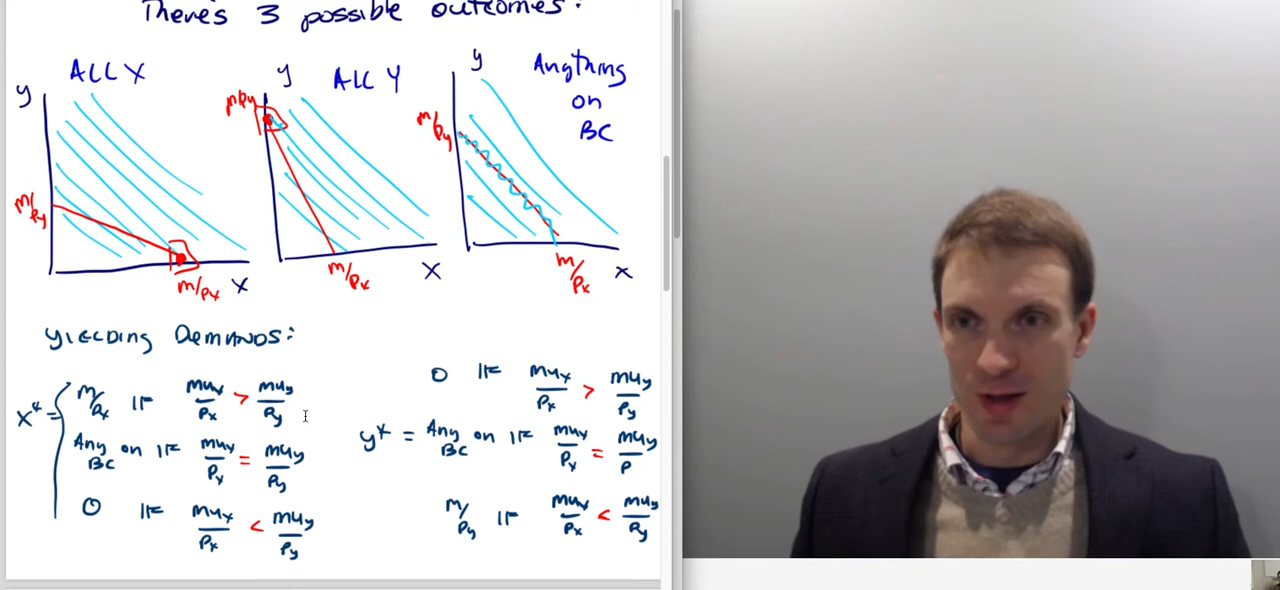 There's 3 possible outcomes:
y ALL X
m/Py
m/Px X
y ALL Y
m/Py
m/Px X
y Anything
on
BC
m/Py
m/Px x
YIELDING DEMANDS:
x* = { m/Px IF MUx/Px > MUy/Py
Any on BC IF MUx/Px = MUy/Py
0 IF MUx/Px < MUy/Py
0 IF MUx/Px > MUy/Py
y* = Any on BC IF MUx/Px = MUy/P
m/Py IF MUx/Px < MUy/Py